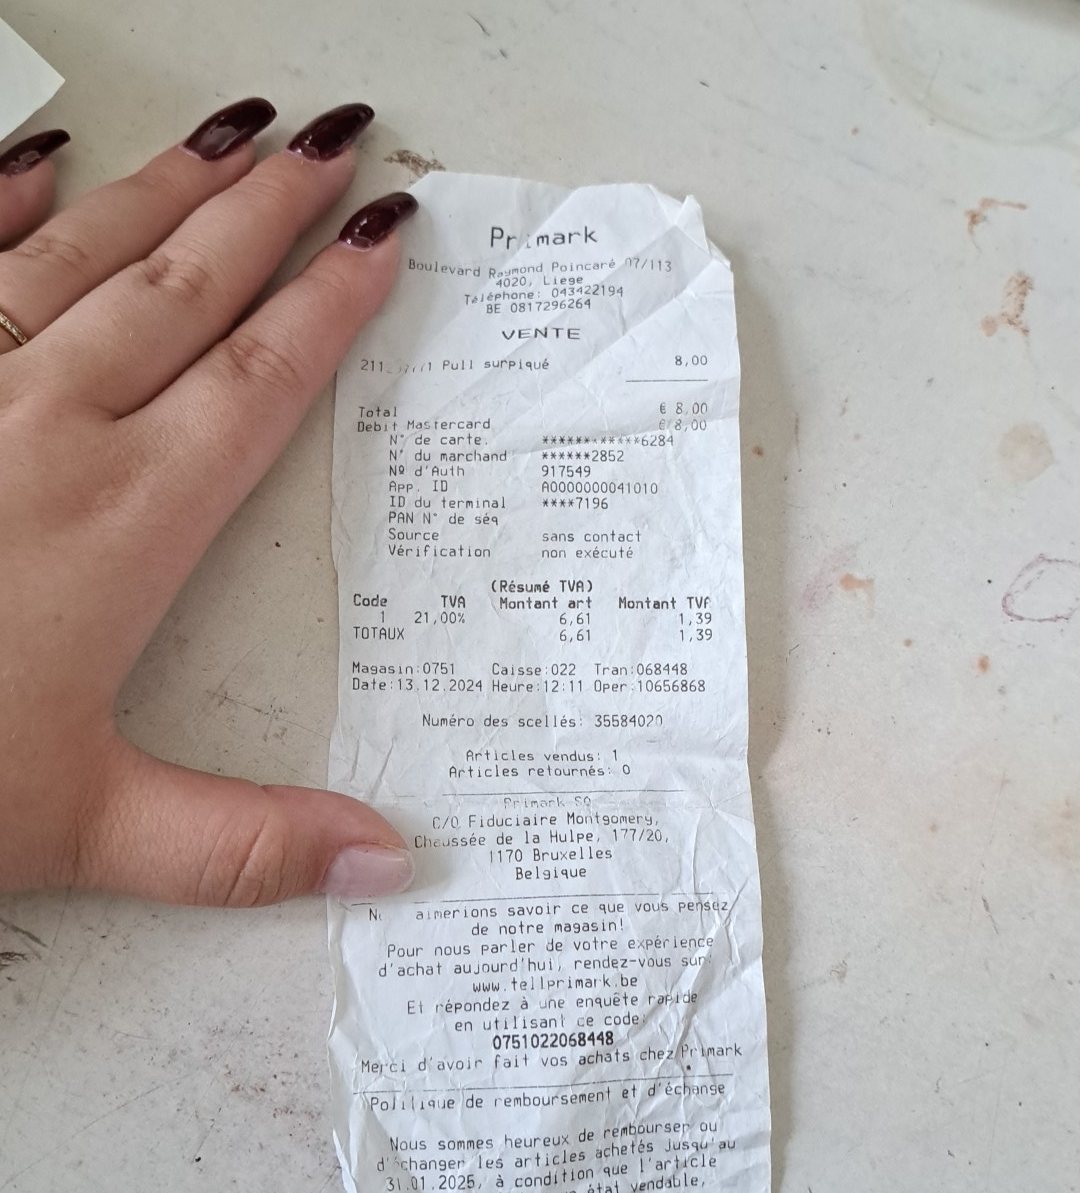 Primark
Boulevard Raymond Poincaré 07/113
4020, Liege
Téléphone: 043422194
BE 0817296264
VENTE
Pull surpiqué 8,00
Total € 8,00
Debit Mastercard € 8,00
N° de carte. ************6284
N° du marchand ******2852
Nº d'Auth 917549
App. ID A0000000041010
ID du terminal ****7196
PAN N° de séq
Source sans contact
Vérification non exécuté
(Résumé TVA)
Code TVA Montant art Montant TVA
1 21,00% 6,61 1,39
TOTAUX 6,61 1,39
Magasin:0751 Caisse:022 Tran:068448
Date:13.12.2024 Heure:12:11 Oper:10656868
Numéro des scellés: 35584020
Articles vendus: 1
Articles retournés: 0
Primark SA
C/O Fiduciaire Montgomery,
Chaussée de la Hulpe, 177/20,
1170 Bruxelles
Belgique
aimerions savoir ce que vous pensez
de notre magasin!
Pour nous parler de votre expérience
d'achat aujourd'hui, rendez-vous sur:
www.tellprimark.be
Et répondez à une enquête rapide
en utilisant ce code:
0751022068448
Merci d'avoir fait vos achats chez Primark
Politique de remboursement et d'échange
Nous sommes heureux de rembourser ou
d'échanger les articles achetés jusqu'au
31.01.2025, à condition que l'article
état vendable,